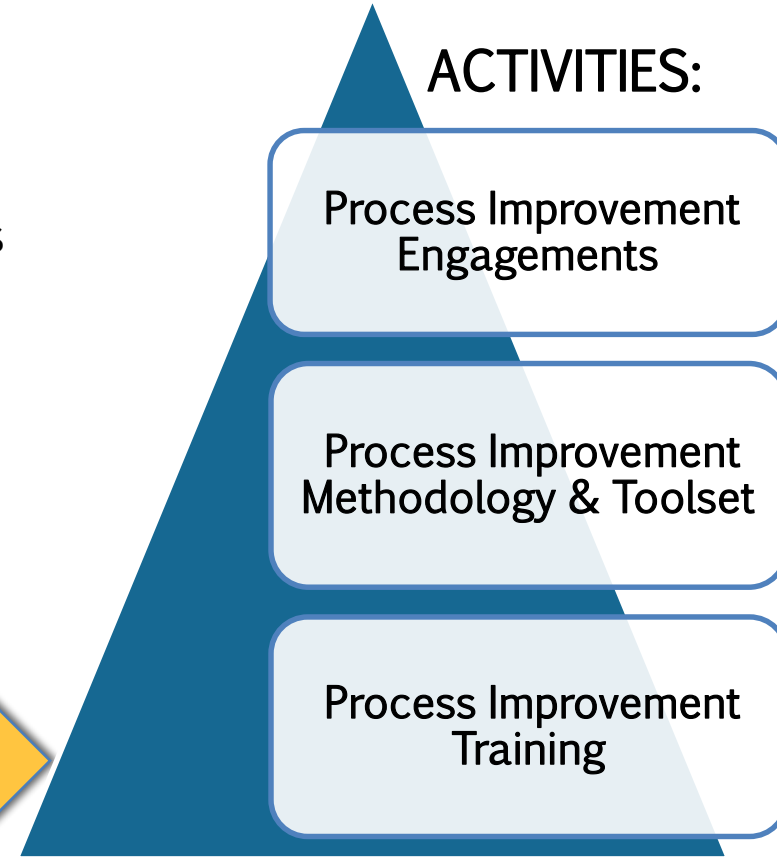 ACTIVITIES:
Process Improvement
Engagements
s
Process Improvement
Methodology & Toolset
Process Improvement
Training